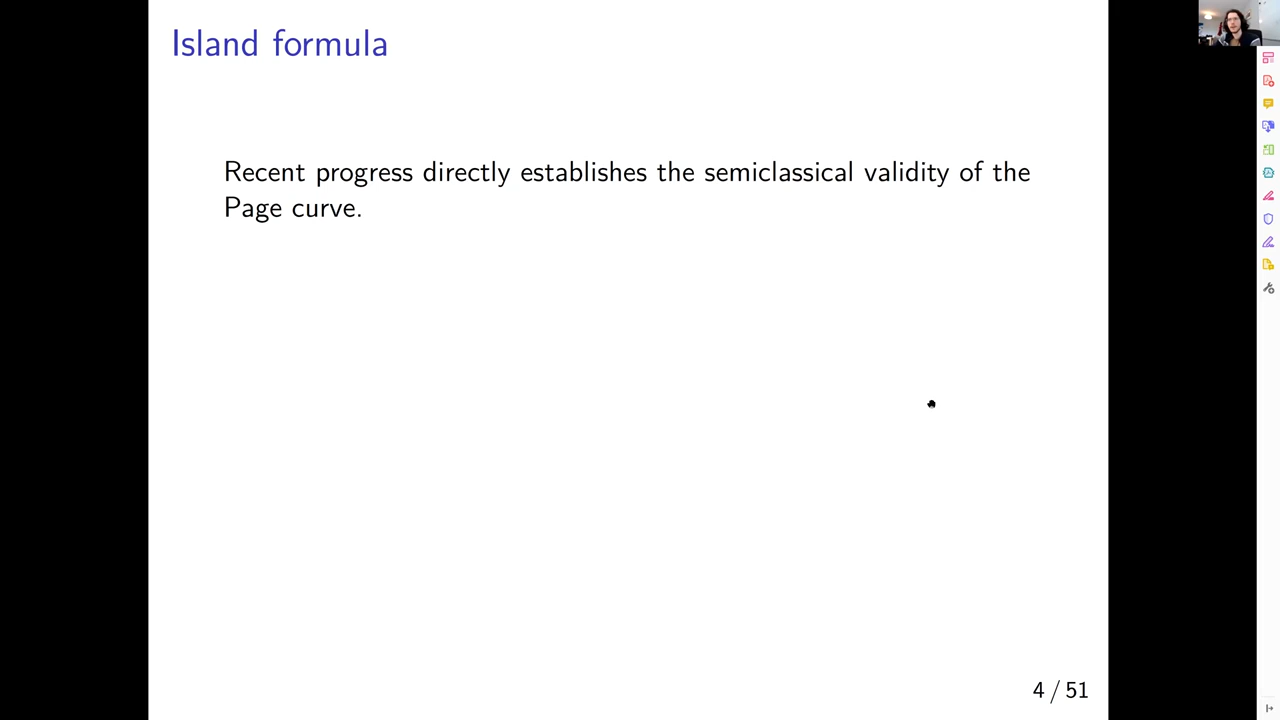 Island formula
Recent progress directly establishes the semiclassical validity of the
Page curve.
4 / 51